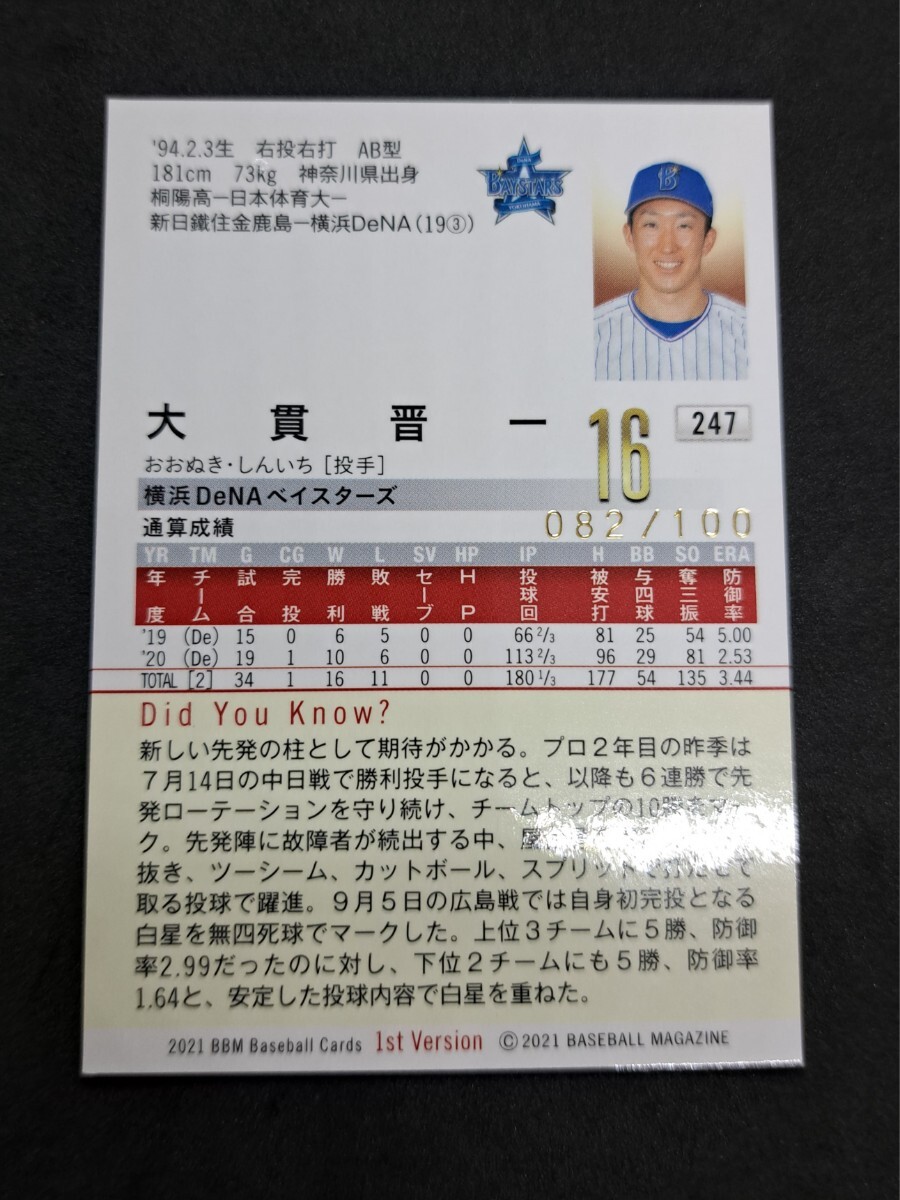 '94.2.3生 右投右打 AB型
181cm 73kg 神奈川県出身
桐陽高ー日本体育大ー
新日鐵住金鹿島ー横浜DeNA(19③)
DeNA
BAYSTARS
YOKOHAMA
B
大貫晋一 16 247
おおぬき・しんいち [投手]
横浜DeNAベイスターズ
082/100
通算成績
YR TM G CG W L SV HP IP H BB SO ERA
年度 チーム 試合 完投 勝利 敗戦 セーブ HP 投球回 被安打 与四球 奪三振 防御率
'19 (De) 15 0 6 5 0 0 66 2/3 81 25 54 5.00
'20 (De) 19 1 10 6 0 0 113 2/3 96 29 81 2.53
TOTAL [2] 34 1 16 11 0 0 180 1/3 177 54 135 3.44
Did You Know?
新しい先発の柱として期待がかかる。プロ2年目の昨季は
7月14日の中日戦で勝利投手になると、以降も6連勝で先
発ローテーションを守り続け、チームトップの10勝をマー
ク。先発陣に故障者が続出する中、
抜き、ツーシーム、カットボール、スプリットで打たせて
取る投球で躍進。9月5日の広島戦では自身初完投となる
白星を無四死球でマークした。上位3チームに5勝、防御
率2.99だったのに対し、下位2チームにも5勝、防御率
1.64と、安定した投球内容で白星を重ねた。
2021 BBM Baseball Cards 1st Version ©2021 BASEBALL MAGAZINE